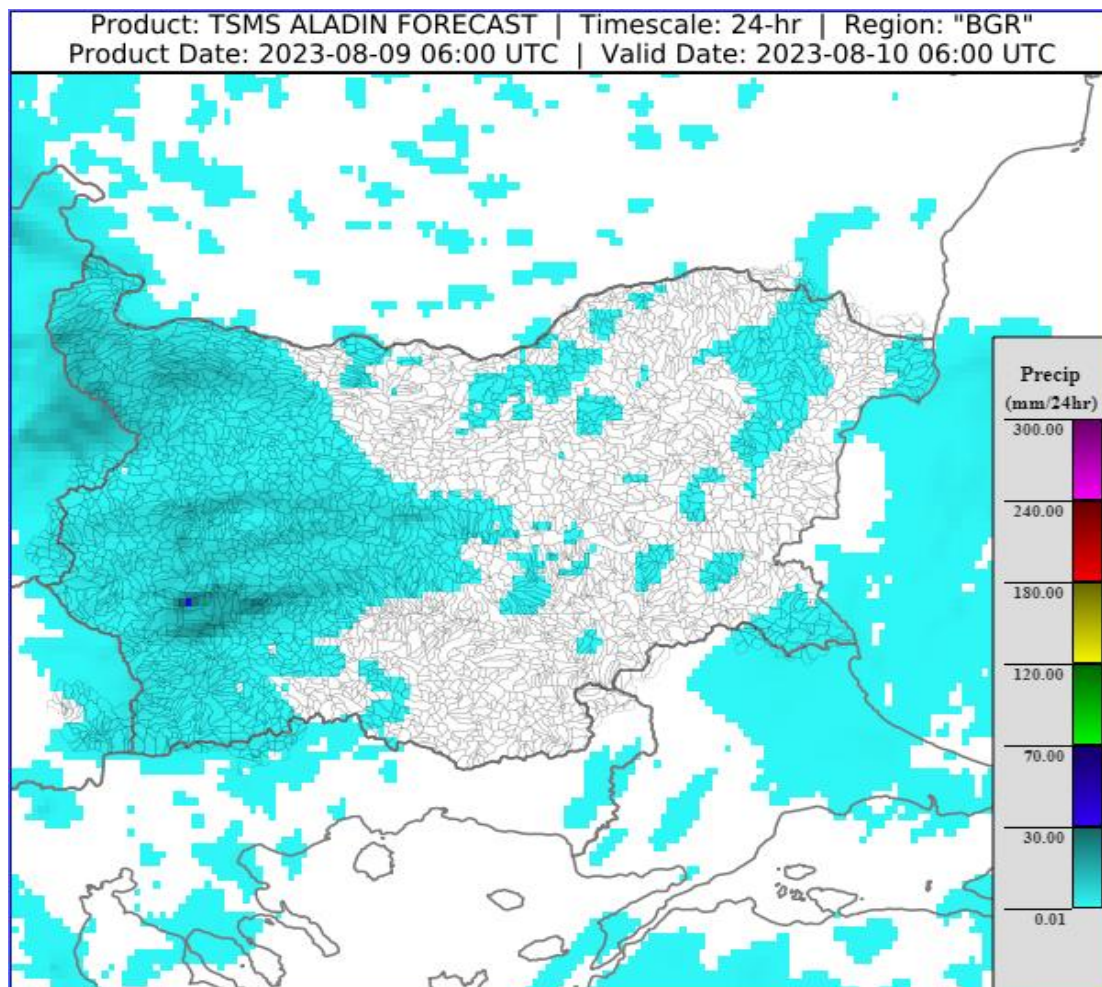 Product: TSMS ALADIN FORECAST | Timescale: 24-hr | Region: "BGR"
Product Date: 2023-08-09 06:00 UTC | Valid Date: 2023-08-10 06:00 UTC
Precip
(mm/24hr)
300.00
240.00
180.00
120.00
70.00
30.00
0.01